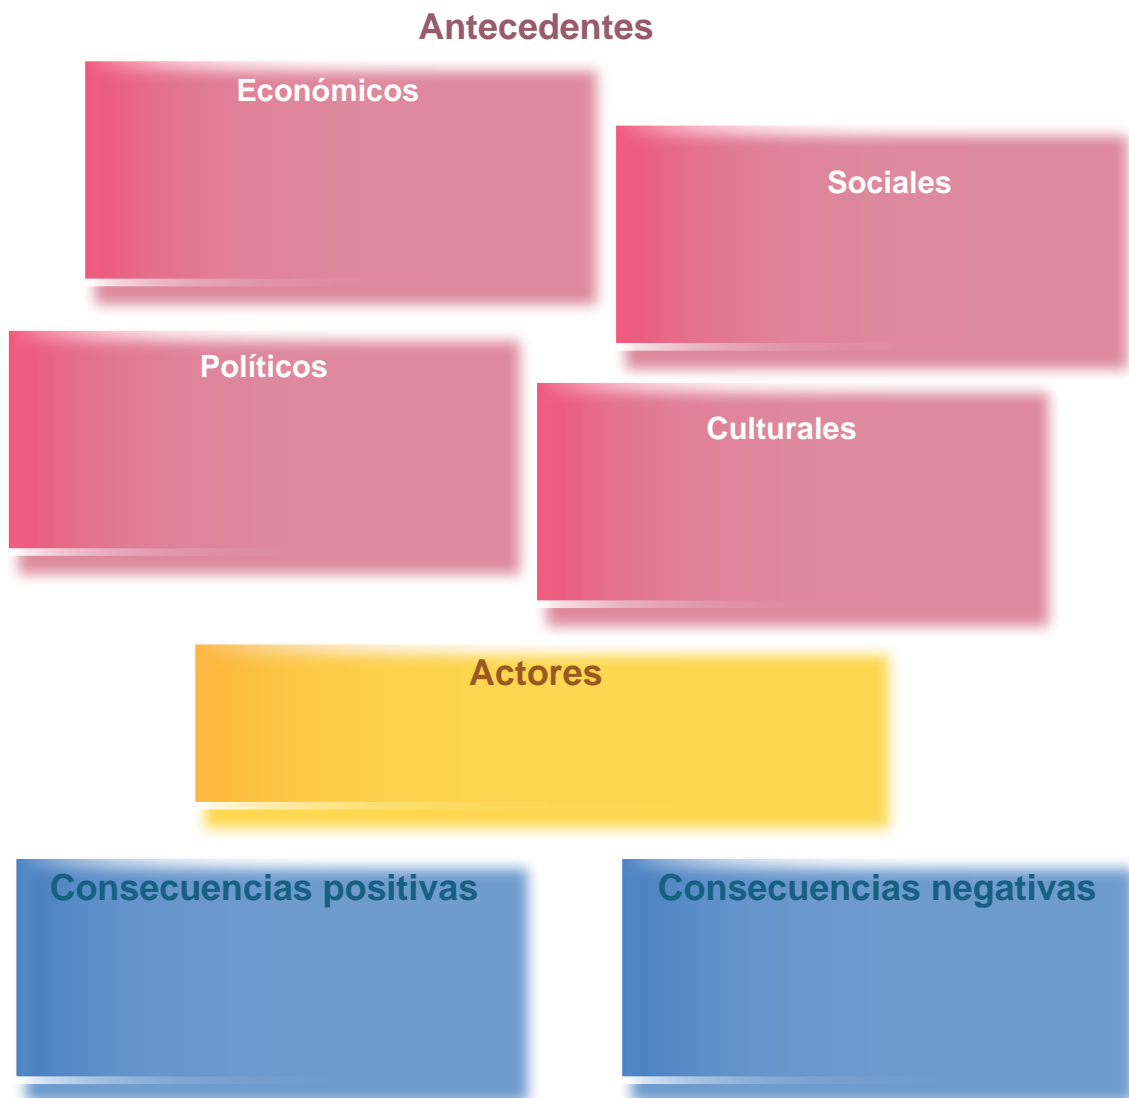 Antecedentes
Económicos
Sociales
Políticos
Culturales
Actores
Consecuencias positivas
Consecuencias negativas